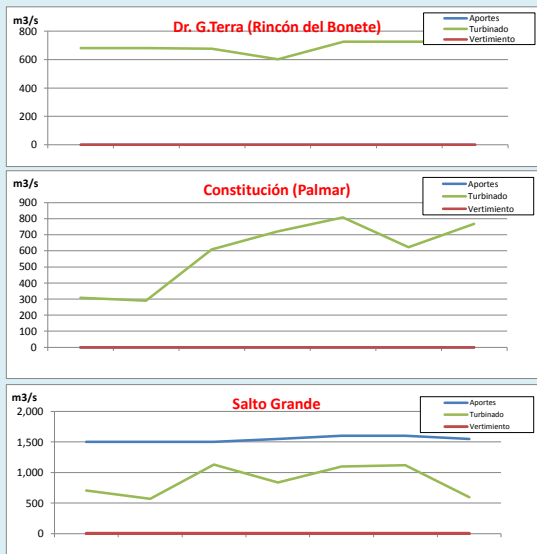 m3/s
Dr. G.Terra (Rincón del Bonete)
Aportes
Turbinado
Vertimiento
800
600
400
200
0
m3/s
Constitución (Palmar)
Aportes
Turbinado
Vertimiento
900
800
700
600
500
400
300
200
100
0
m3/s
Salto Grande
Aportes
Turbinado
Vertimiento
2,000
1,500
1,000
500
0